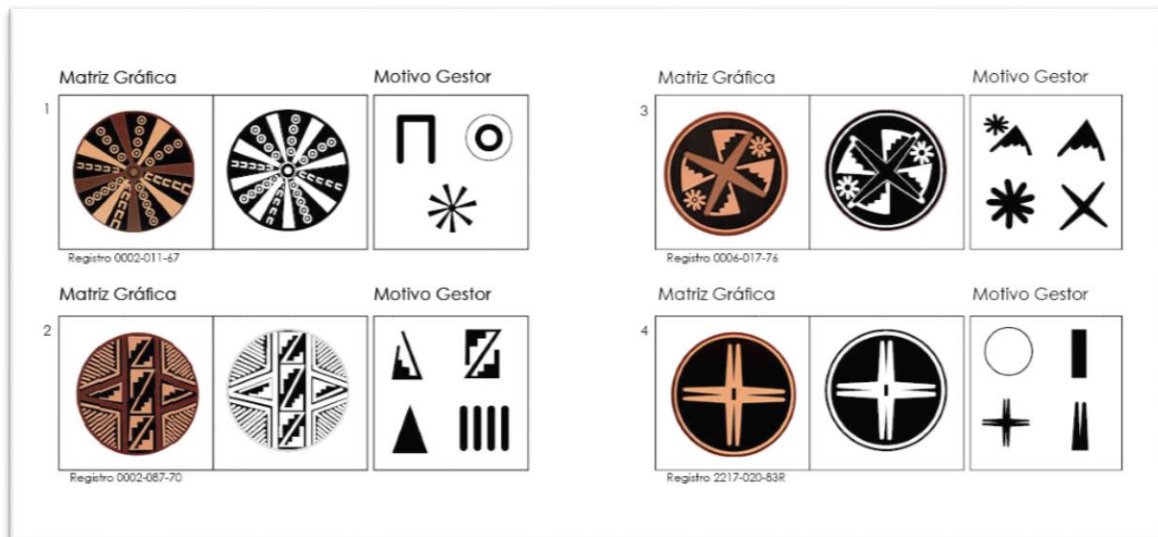 Matriz Gráfica Motivo Gestor
1
Registro 0002-011-67
Matriz Gráfica Motivo Gestor
2
Registro 0002-087-70
Matriz Gráfica Motivo Gestor
3
Registro 0006-017-76
Matriz Gráfica Motivo Gestor
4
Registro 2217-020-83R